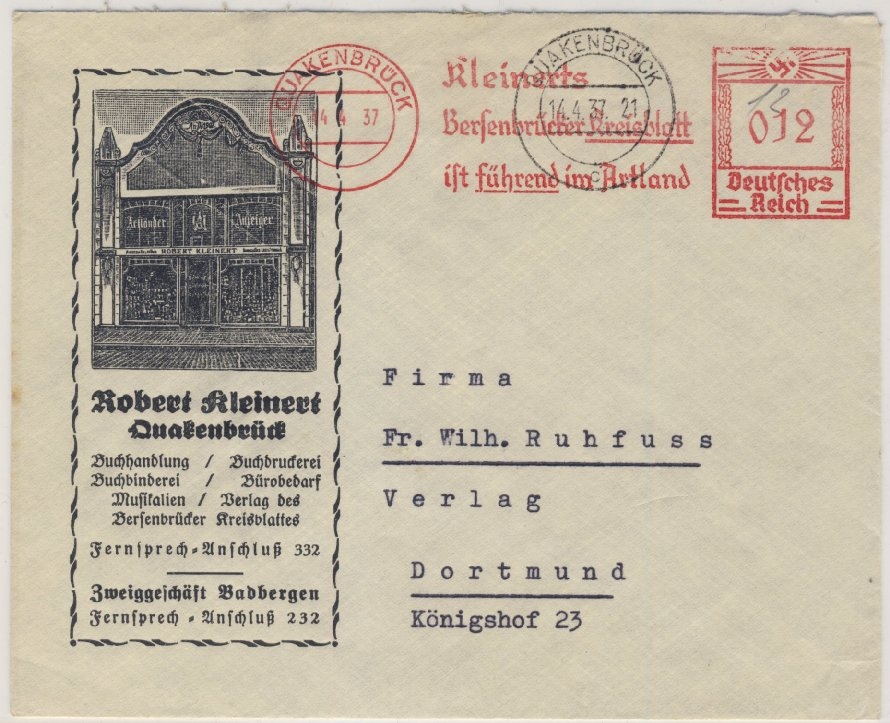 QUAKENBRÜCK
14 4 37
Kleinerts
Bersenbrücker Kreisblatt
ist führend im Artland
QUAKENBRÜCK
14.4.37. 21
c
12
012
Deutsches
Reich
Artländer
Anzeiger
ROBERT KLEINERT
Robert Kleinert
Quakenbrück
Buchhandlung / Buchdruckerei
Buchbinderei / Bürobedarf
Musikalien / Verlag des
Bersenbrücker Kreisblattes
Fernsprech-Anschluß 332
Zweiggeschäft Badbergen
Fernsprech-Anschluß 232
Firma
Fr. Wilh. Ruhfuss
Verlag
Dortmund
Königshof 23